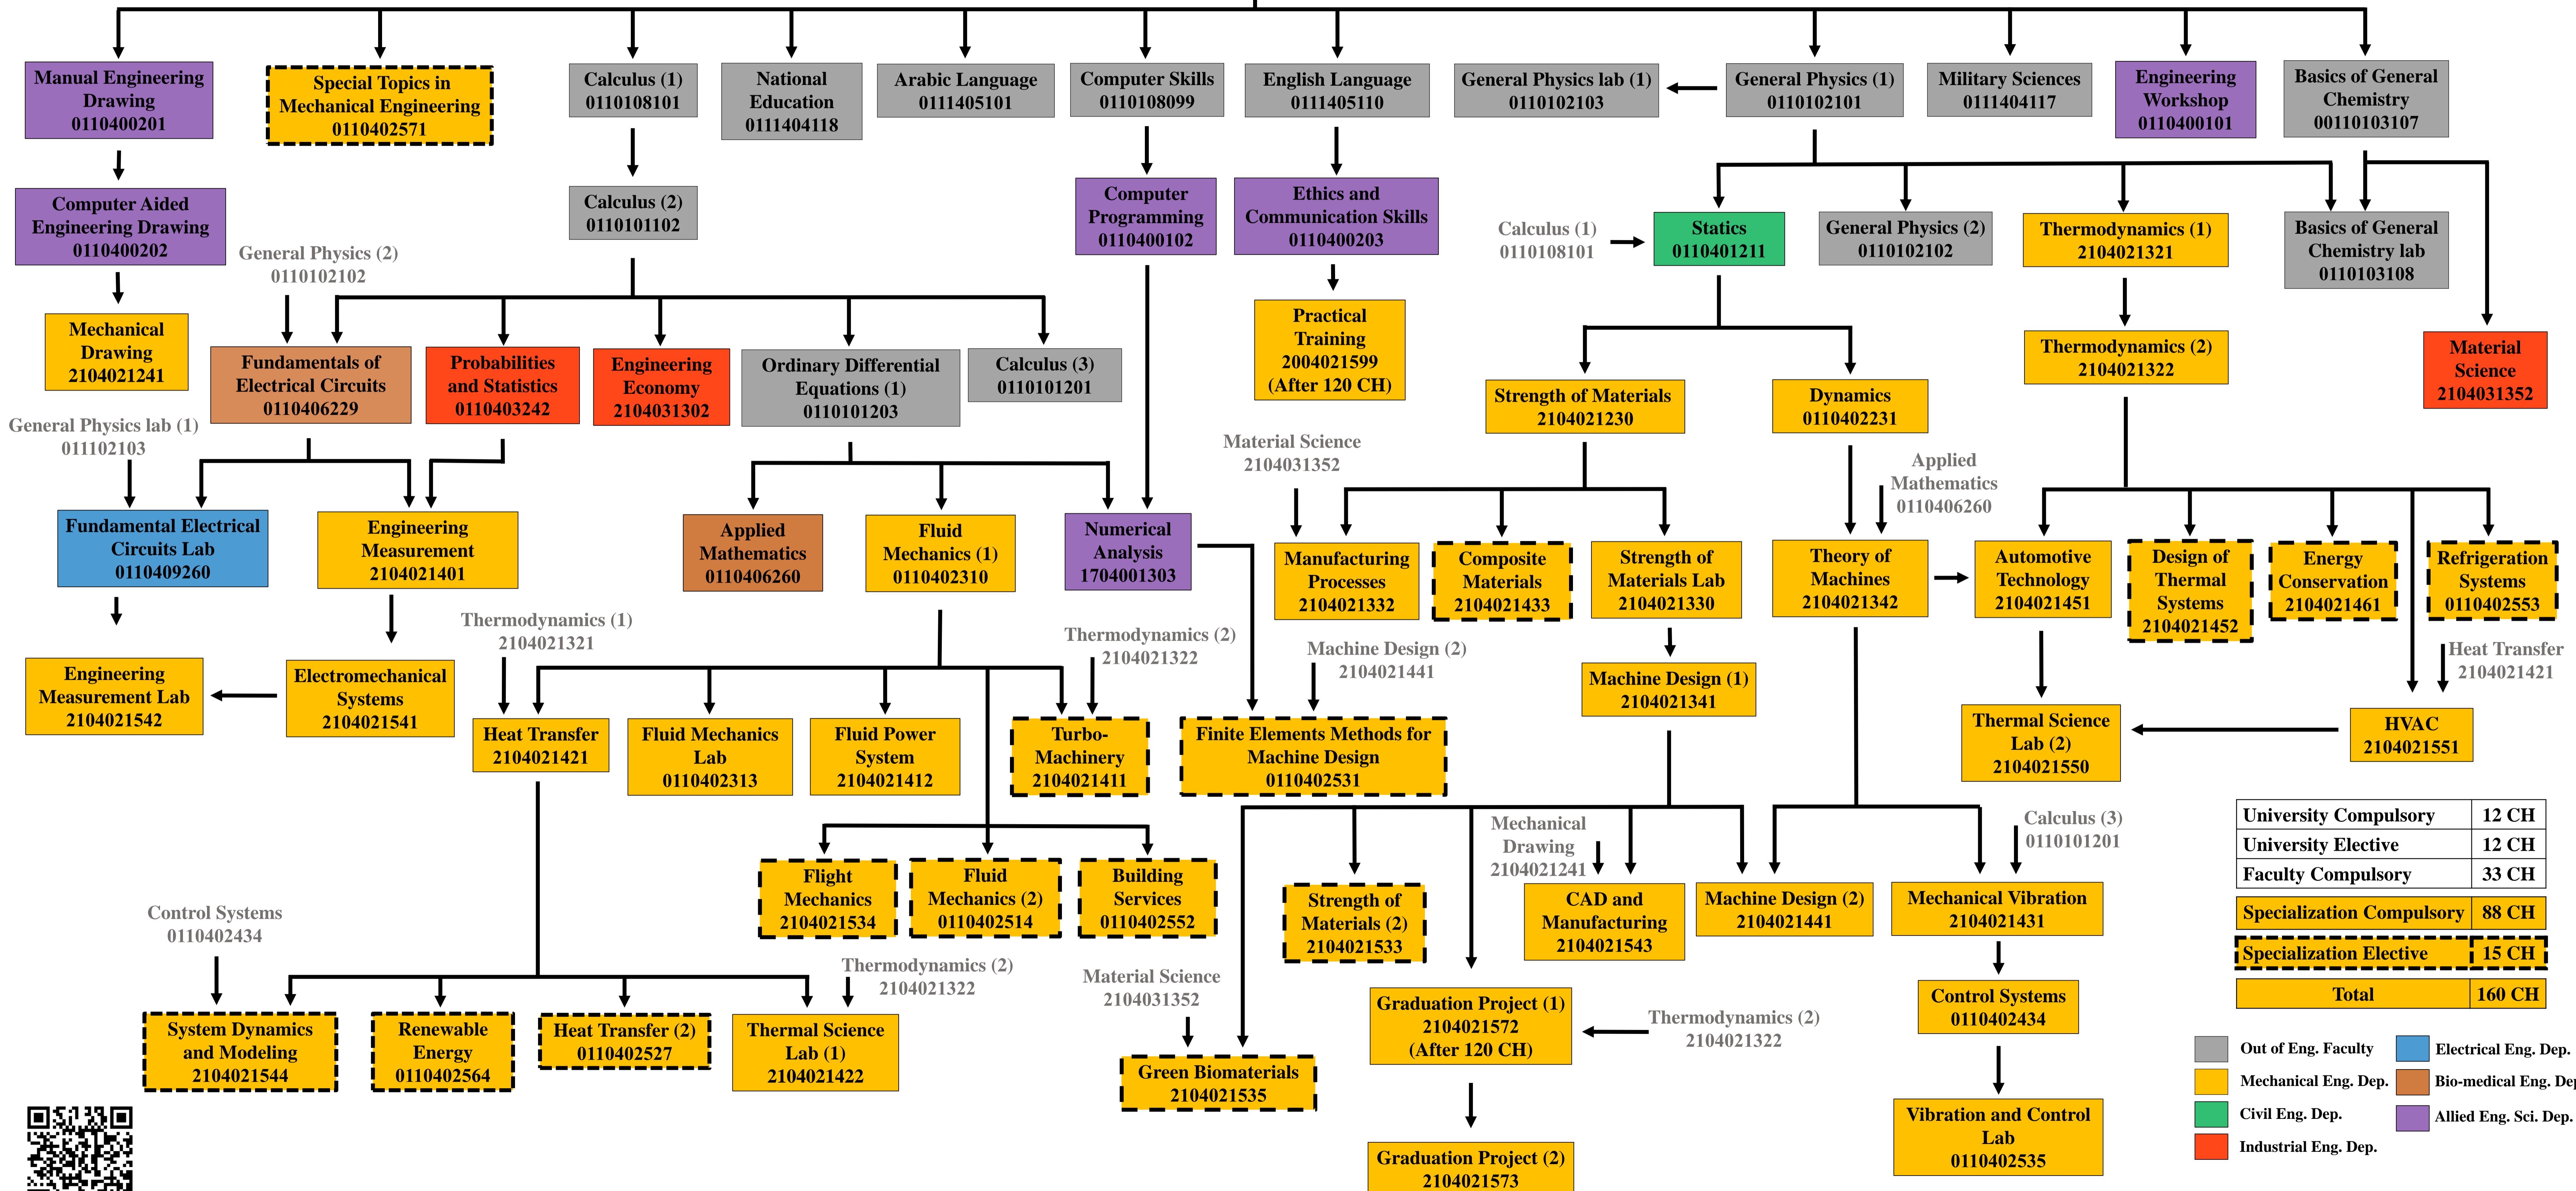 Manual Engineering
Drawing
0110400201
Special Topics in
Mechanical Engineering
0110402571
Calculus (1)
0110108101
National
Education
0111404118
Arabic Language
0111405101
Computer Skills
0110108099
English Language
0111405110
General Physics lab (1)
0110102103
General Physics (1)
0110102101
Military Sciences
0111404117
Engineering
Workshop
0110400101
Basics of General
Chemistry
00110103107
Computer Aided
Engineering Drawing
0110400202
Calculus (2)
0110101102
Computer
Programming
0110400102
Ethics and
Communication Skills
0110400203
Calculus (1)
0110108101
Statics
0110401211
General Physics (2)
0110102102
Thermodynamics (1)
2104021321
Basics of General
Chemistry lab
0110103108
General Physics (2)
0110102102
Mechanical
Drawing
2104021241
Fundamentals of
Electrical Circuits
0110406229
Probabilities
and Statistics
0110403242
Engineering
Economy
2104031302
Ordinary Differential
Equations (1)
0110101203
Calculus (3)
0110101201
Practical
Training
2004021599
(After 120 CH)
Strength of Materials
2104021230
Dynamics
0110402231
Thermodynamics (2)
2104021322
Material
Science
2104031352
General Physics lab (1)
011102103
Material Science
2104031352
Applied
Mathematics
0110406260
Fundamental Electrical
Circuits Lab
0110409260
Engineering
Measurement
2104021401
Applied
Mathematics
0110406260
Fluid
Mechanics (1)
0110402310
Numerical
Analysis
1704001303
Manufacturing
Processes
2104021332
Composite
Materials
2104021433
Strength of
Materials Lab
2104021330
Theory of
Machines
2104021342
Automotive
Technology
2104021451
Design of
Thermal
Systems
2104021452
Energy
Conservation
2104021461
Refrigeration
Systems
0110402553
Thermodynamics (1)
2104021321
Thermodynamics (2)
2104021322
Machine Design (2)
2104021441
Heat Transfer
2104021421
Engineering
Measurement Lab
2104021542
Electromechanical
Systems
2104021541
Machine Design (1)
2104021341
Heat Transfer
2104021421
Fluid Mechanics
Lab
0110402313
Fluid Power
System
2104021412
Turbo-
Machinery
2104021411
Finite Elements Methods for
Machine Design
0110402531
Thermal Science
Lab (2)
2104021550
HVAC
2104021551
Mechanical
Drawing
2104021241
Calculus (3)
0110101201
University Compulsory 12 CH
University Elective 12 CH
Faculty Compulsory 33 CH
Specialization Compulsory 88 CH
Specialization Elective 15 CH
Total 160 CH
Flight
Mechanics
2104021534
Fluid
Mechanics (2)
0110402514
Building
Services
0110402552
Strength of
Materials (2)
2104021533
CAD and
Manufacturing
2104021543
Machine Design (2)
2104021441
Mechanical Vibration
2104021431
Control Systems
0110402434
Thermodynamics (2)
2104021322
Material Science
2104031352
Graduation Project (1)
2104021572
(After 120 CH)
Thermodynamics (2)
2104021322
Control Systems
0110402434
System Dynamics
and Modeling
2104021544
Renewable
Energy
0110402564
Heat Transfer (2)
0110402527
Thermal Science
Lab (1)
2104021422
Green Biomaterials
2104021535
Graduation Project (2)
2104021573
Vibration and Control
Lab
0110402535
Out of Eng. Faculty
Electrical Eng. Dep.
Mechanical Eng. Dep.
Bio-medical Eng. Dep
Civil Eng. Dep.
Allied Eng. Sci. Dep.
Industrial Eng. Dep.